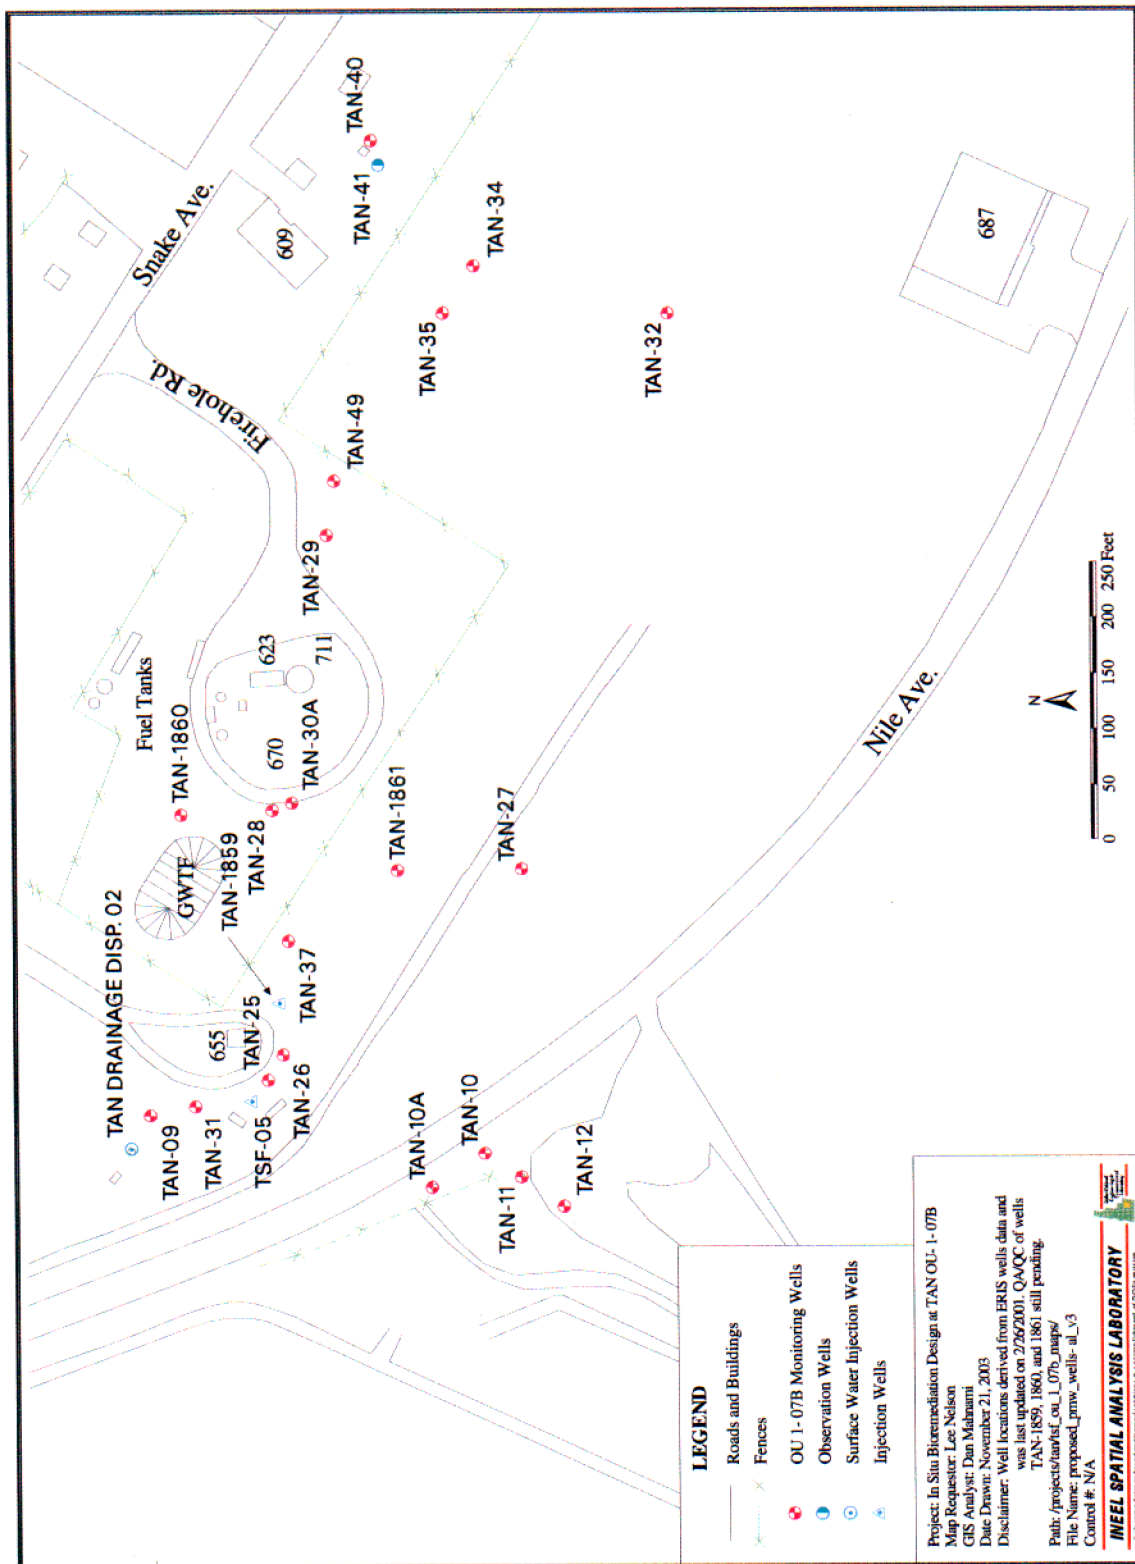 TAN DRAINAGE DISP. 02
TAN-09
TAN-31
TSF-05
TAN-26
TAN-25
655
TAN-37
TAN-1859
GWTF
TAN-28
TAN-1860
Fuel Tanks
670
TAN-30A
623
711
TAN-29
TAN-49
Firehole Rd.
Snake Ave.
609
TAN-41
TAN-40
TAN-35
TAN-34
TAN-32
687
TAN-1861
TAN-27
TAN-10A
TAN-10
TAN-11
TAN-12
Nile Ave.
N
0 50 100 150 200 250 Feet
LEGEND
Roads and Buildings
Fences
OU 1-07B Monitoring Wells
Observation Wells
Surface Water Injection Wells
Injection Wells
Project: In Situ Bioremediation Design at TAN OU- 1-07B
Map Requestor: Lee Nelson
GIS Analyst: Dan Mahnami
Date Drawn: November 21, 2003
Disclaimer: Well locations derived from ERIS wells data and
was last updated on 2/26/2001. QA/QC of wells
TAN-1859, 1860, and 1861 still pending.
Path: /projects/tan/tsf_ou_1_07b_maps/
File Name: proposed_pmw_wells- al_v3
Control #: N/A
INEEL SPATIAL ANALYSIS LABORATORY